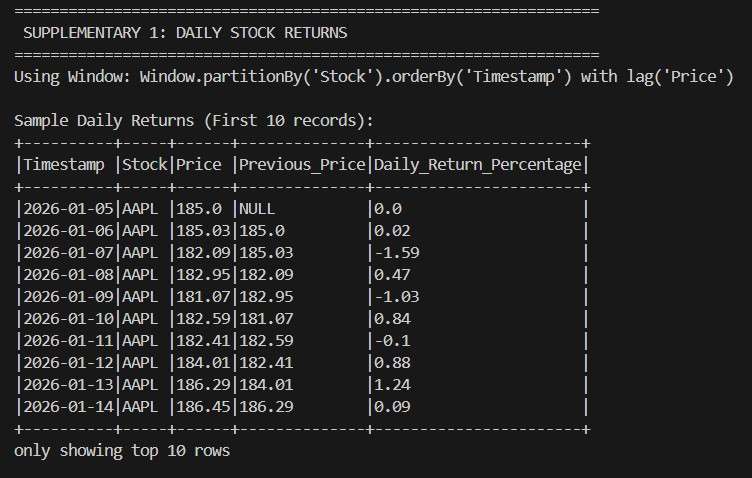 =================================================================
 SUPPLEMENTARY 1: DAILY STOCK RETURNS
=================================================================
Using Window: Window.partitionBy('Stock').orderBy('Timestamp') with lag('Price')

Sample Daily Returns (First 10 records):
+----------+-----+------+--------------+-----------------------+
|Timestamp |Stock|Price |Previous_Price|Daily_Return_Percentage|
+----------+-----+------+--------------+-----------------------+
|2026-01-05|AAPL |185.0 |NULL          |0.0                    |
|2026-01-06|AAPL |185.03|185.0         |0.02                   |
|2026-01-07|AAPL |182.09|185.03        |-1.59                  |
|2026-01-08|AAPL |182.95|182.09        |0.47                   |
|2026-01-09|AAPL |181.07|182.95        |-1.03                  |
|2026-01-10|AAPL |182.59|181.07        |0.84                   |
|2026-01-11|AAPL |182.41|182.59        |-0.1                   |
|2026-01-12|AAPL |184.01|182.41        |0.88                   |
|2026-01-13|AAPL |186.29|184.01        |1.24                   |
|2026-01-14|AAPL |186.45|186.29        |0.09                   |
+----------+-----+------+--------------+-----------------------+
only showing top 10 rows